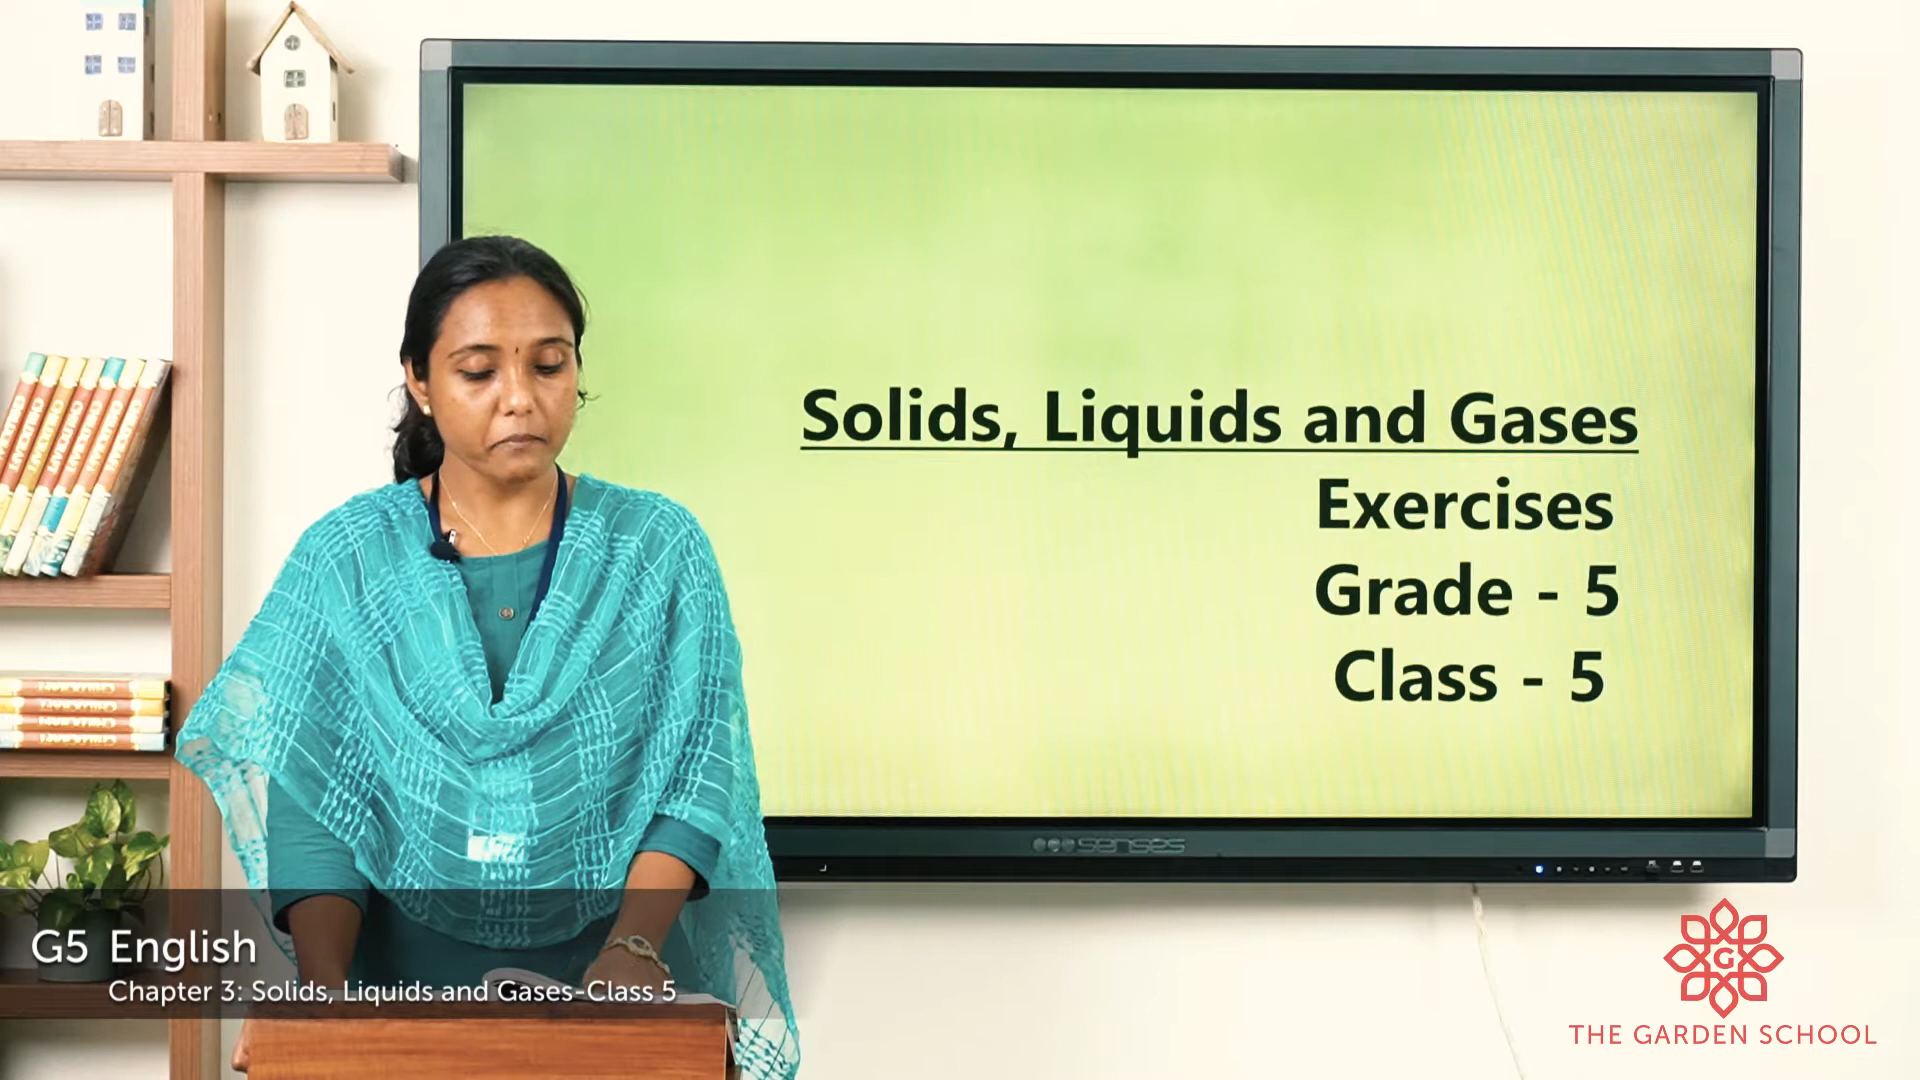 Solids, Liquids and Gases
Exercises
Grade - 5
Class - 5
senses
G5 English
Chapter 3: Solids, Liquids and Gases-Class 5
G
THE GARDEN SCHOOL